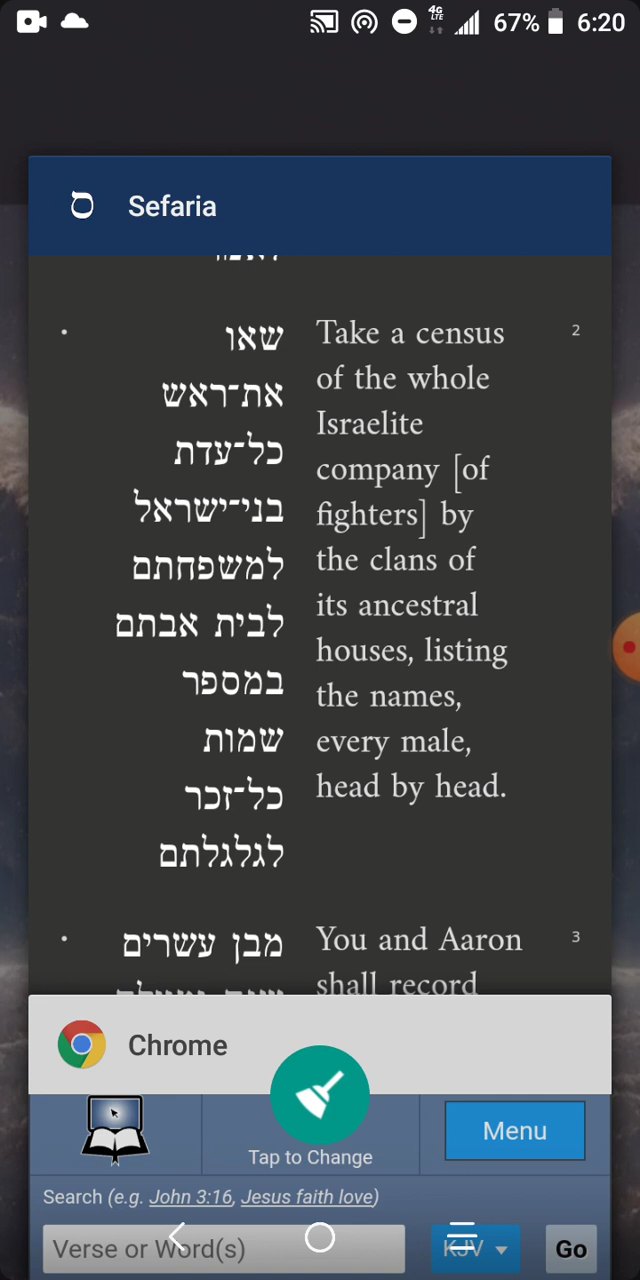 4G
LTE
67%
6:20
Sefaria
שאו
את־ראש
כל־עדת
בני־ישראל
למשפחתם
לבית אבתם
במספר
שמות
כל־זכר
לגלגלתם
Take a census
of the whole
Israelite
company [of
fighters] by
the clans of
its ancestral
houses, listing
the names,
every male,
head by head.
2
מבן עשרים
You and Aaron
shall record
3
Chrome
Tap to Change
Menu
Search (e.g. John 3:16, Jesus faith love)
Verse or Word(s)
KJV
Go